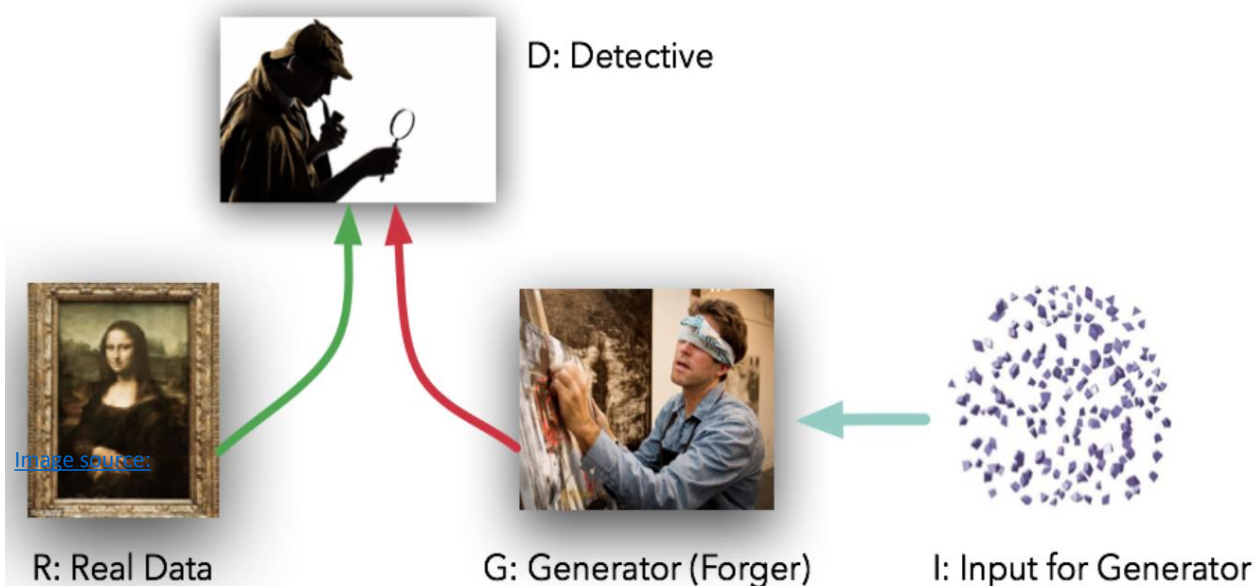 D: Detective
Image source:
R: Real Data
G: Generator (Forger)
I: Input for Generator